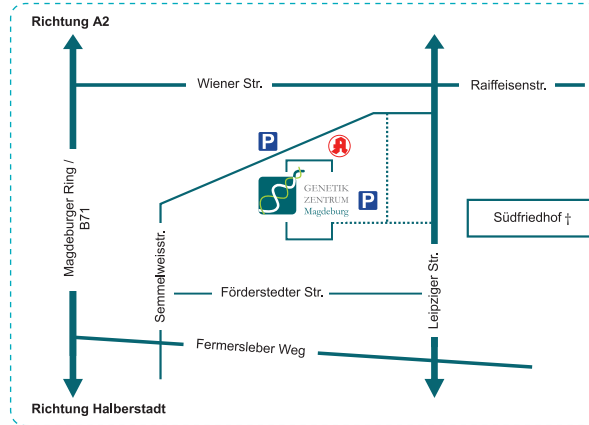 Richtung A2
Wiener Str.
Raiffeisenstr.
P
A
GENETIK
ZENTRUM
Magdeburg
P
Südfriedhof †
Magdeburger Ring /
B71
Semmelweisstr.
Leipziger Str.
Förderstedter Str.
Fermersleber Weg
Richtung Halberstadt